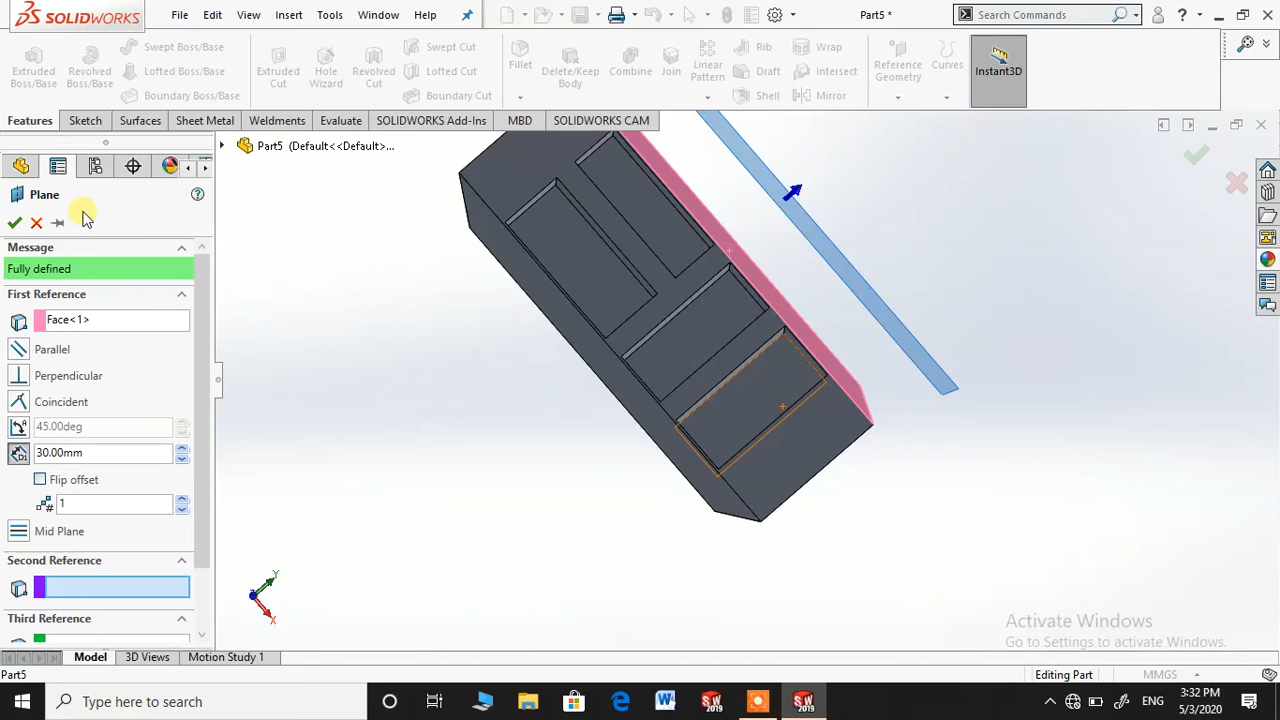 SOLIDWORKS
File Edit View Insert Tools Window Help
Part5 *
Search Commands
Extruded Boss/Base
Revolved Boss/Base
Swept Boss/Base
Lofted Boss/Base
Boundary Boss/Base
Extruded Cut
Hole Wizard
Revolved Cut
Swept Cut
Lofted Cut
Boundary Cut
Fillet
Delete/Keep Body
Combine
Join
Linear Pattern
Rib
Draft
Shell
Wrap
Intersect
Mirror
Reference Geometry
Curves
Instant3D
Features Sketch Surfaces Sheet Metal Weldments Evaluate SOLIDWORKS Add-Ins MBD SOLIDWORKS CAM
Part5 (Default<<Default>...
Plane
Message
Fully defined
First Reference
Face<1>
Parallel
Perpendicular
Coincident
45.00deg
30.00mm
Flip offset
1
Mid Plane
Second Reference
Third Reference
Y
X
Activate Windows
Go to Settings to activate Windows.
Model 3D Views Motion Study 1
Part5
Editing Part
MMGS
Type here to search
SW 2019
SW 2019
ENG
3:32 PM
5/3/2020